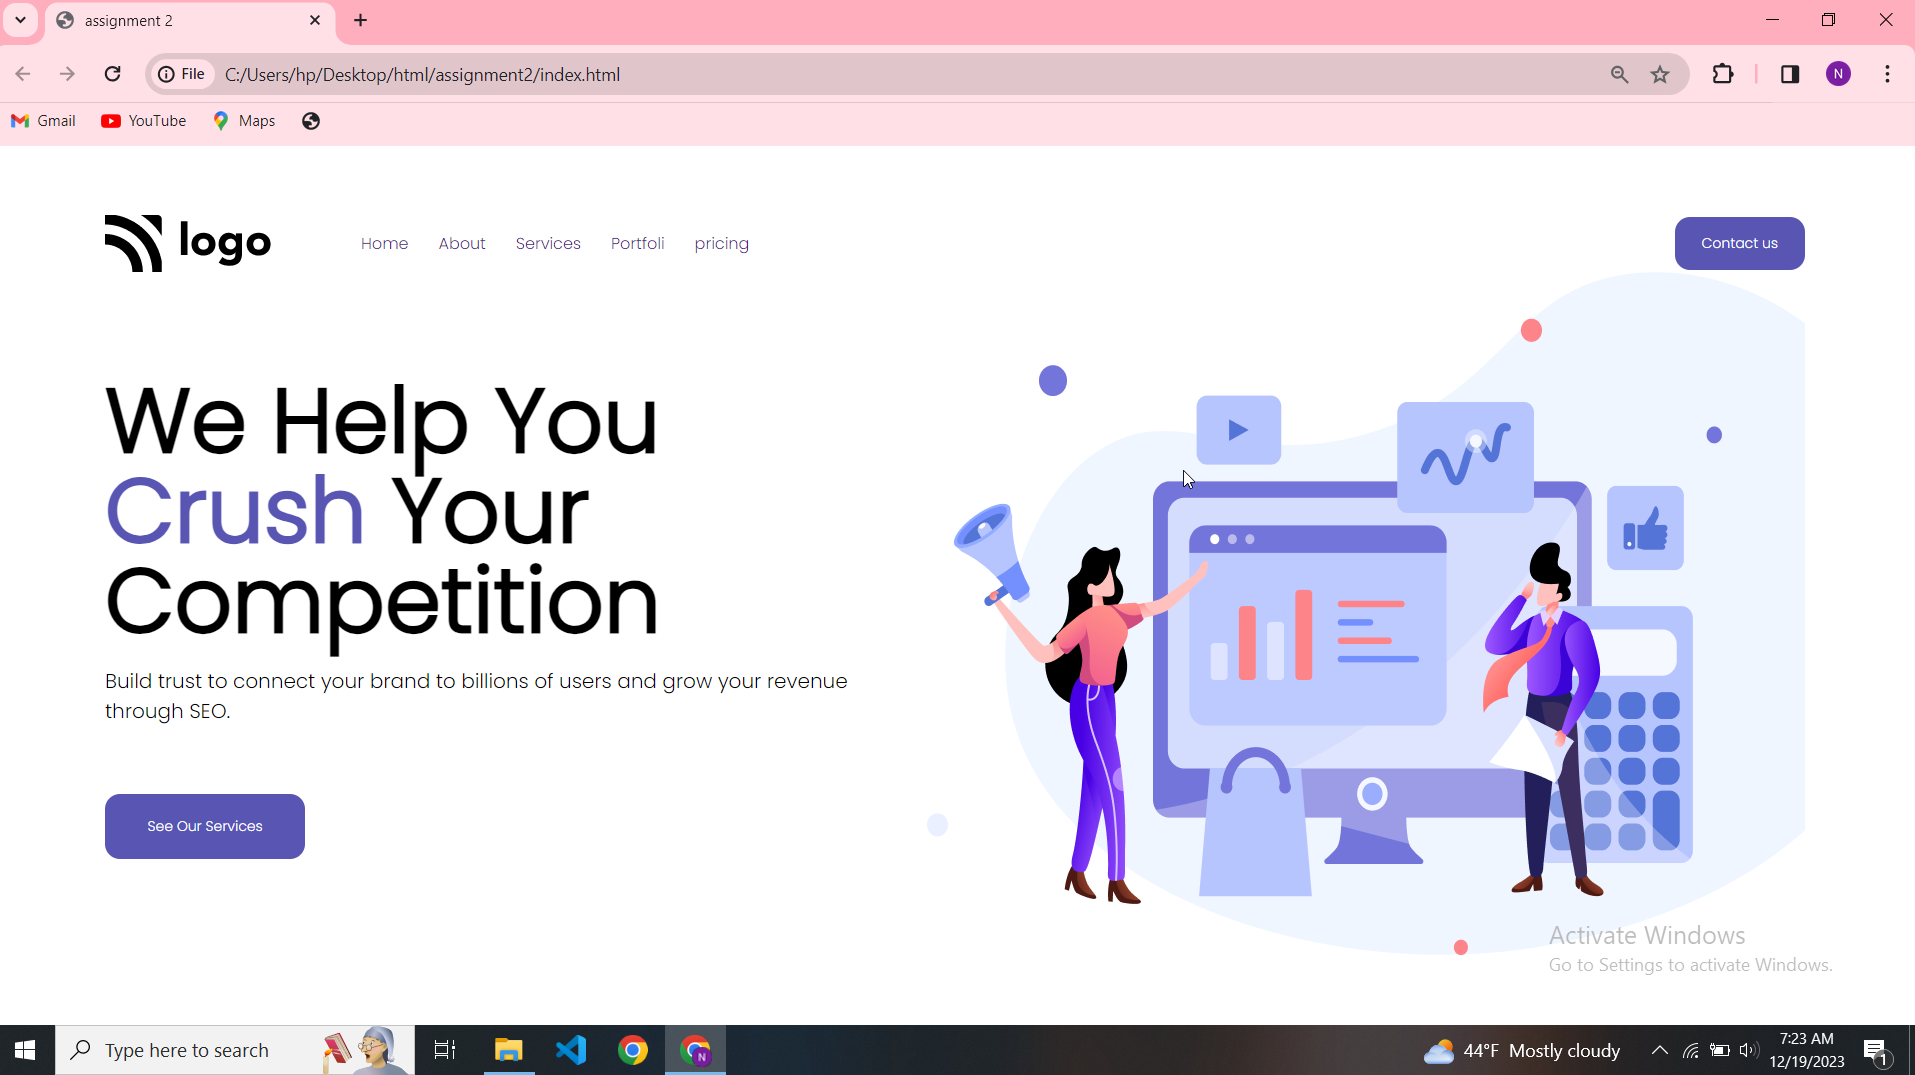 assignment 2
File
C:/Users/hp/Desktop/html/assignment2/index.html
N
Gmail
YouTube
Maps
logo
Home
About
Services
Portfoli
pricing
Contact us
We Help You
Crush Your
Competition
Build trust to connect your brand to billions of users and grow your revenue
through SEO.
See Our Services
Activate Windows
Go to Settings to activate Windows.
Type here to search
N
44°F Mostly cloudy
7:23 AM
12/19/2023
1